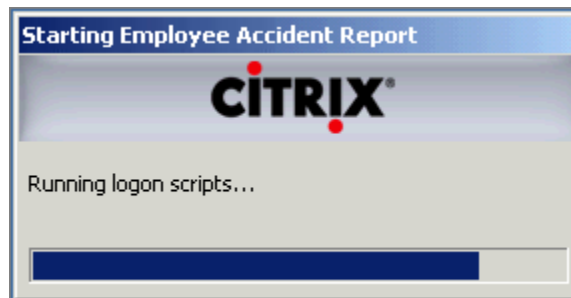 Starting Employee Accident Report
CITRIX®
Running logon scripts...